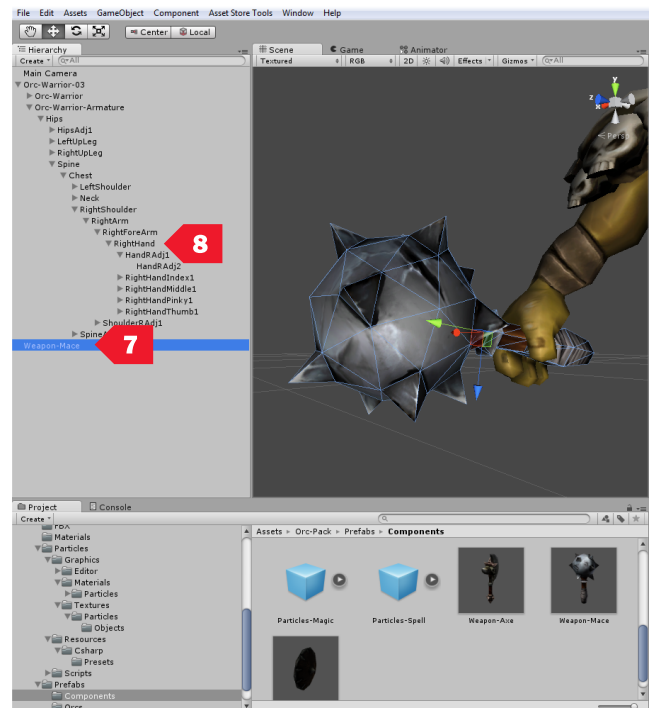 File Edit Assets GameObject Component Asset Store Tools Window Help
Center Local
Hierarchy
Create All
Main Camera
Orc-Warrior-03
Orc-Warrior
Orc-Warrior-Armature
Hips
HipsAdj1
LeftUpLeg
RightUpLeg
Spine
Chest
LeftShoulder
Neck
RightShoulder
RightArm
RightForeArm
RightHand
8
HandRAdj1
HandRAdj2
RightHandIndex1
RightHandMiddle1
RightHandPinky1
RightHandThumb1
ShoulderRAdj1
Weapon-Mace
7
Scene Game Animator
Textured RGB 2D Effects Gizmos All
y
z
x
Persp
Project Console
Create
FBX
Materials
Particles
Graphics
Editor
Materials
Particles
Textures
Particles
Objects
Resources
Csharp
Presets
Scripts
Prefabs
Components
Orcs
Assets Orc-Pack Prefabs Components
Particles-Magic Particles-Spell Weapon-Axe Weapon-Mace